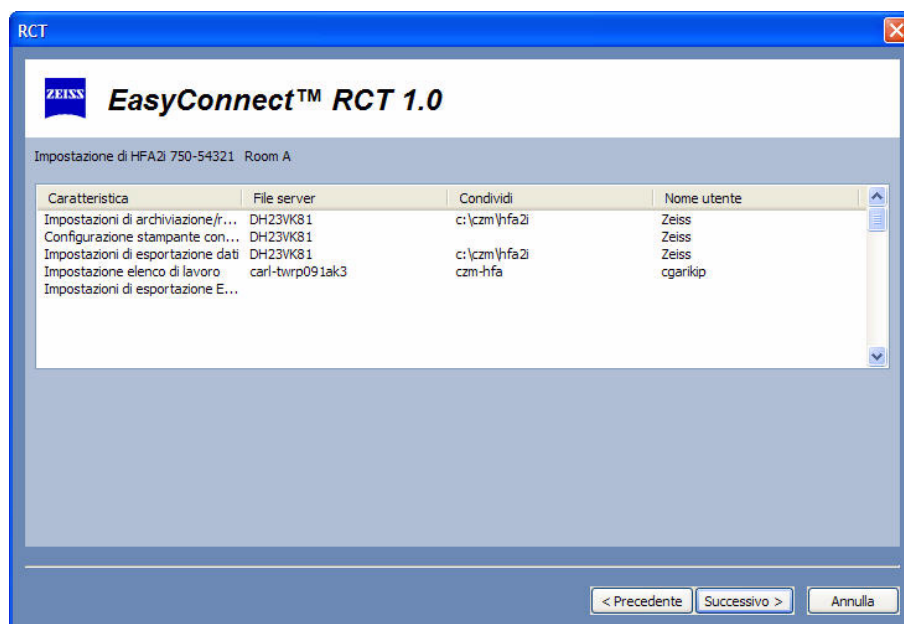 RCT
ZEISS
EasyConnect™ RCT 1.0
Impostazione di HFA2i 750-54321 Room A
Caratteristica File server Condividi Nome utente
Impostazioni di archiviazione/r... DH23VK81 c:\czm\hfa2i Zeiss
Configurazione stampante con... DH23VK81 Zeiss
Impostazioni di esportazione dati DH23VK81 c:\czm\hfa2i Zeiss
Impostazione elenco di lavoro carl-twrp091ak3 czm-hfa cgarikip
Impostazioni di esportazione E...
< Precedente Successivo > Annulla